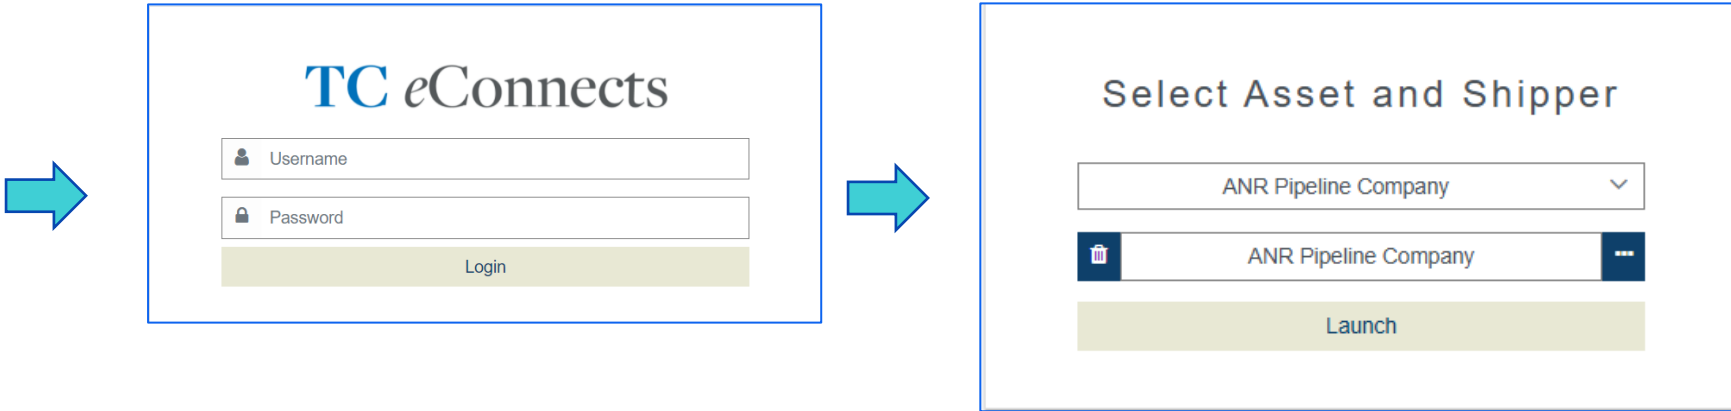 TC eConnects
Username
Password
Login
Select Asset and Shipper
ANR Pipeline Company
ANR Pipeline Company
Launch